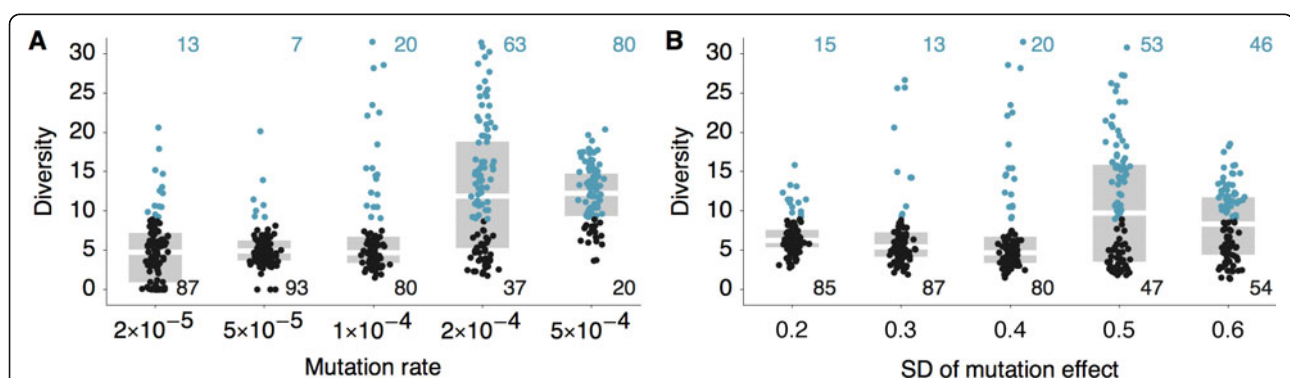 A
13 7 20 63 80
30
25
20
15
10
5
0
Diversity
87 93 80 37 20
2×10⁻⁵ 5×10⁻⁵ 1×10⁻⁴ 2×10⁻⁴ 5×10⁻⁴
Mutation rate
B
15 13 20 53 46
30
25
20
15
10
5
0
Diversity
85 87 80 47 54
0.2 0.3 0.4 0.5 0.6
SD of mutation effect